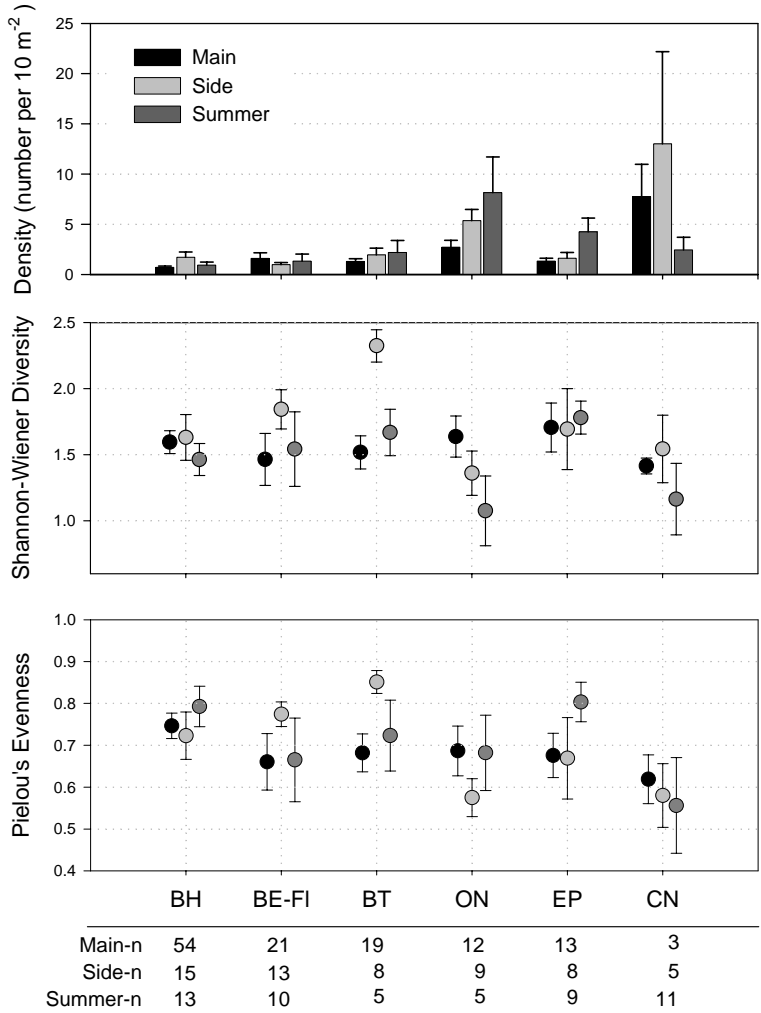 Density (number per 10 m-2)
25
20
15
10
5
0
Main
Side
Summer
Shannon-Wiener Diversity
2.5
2.0
1.5
1.0
Pielou's Evenness
1.0
0.9
0.8
0.7
0.6
0.5
0.4
BH BE-FI BT ON EP CN
Main-n 54 21 19 12 13 3
Side-n 15 13 8 9 8 5
Summer-n 13 10 5 5 9 11